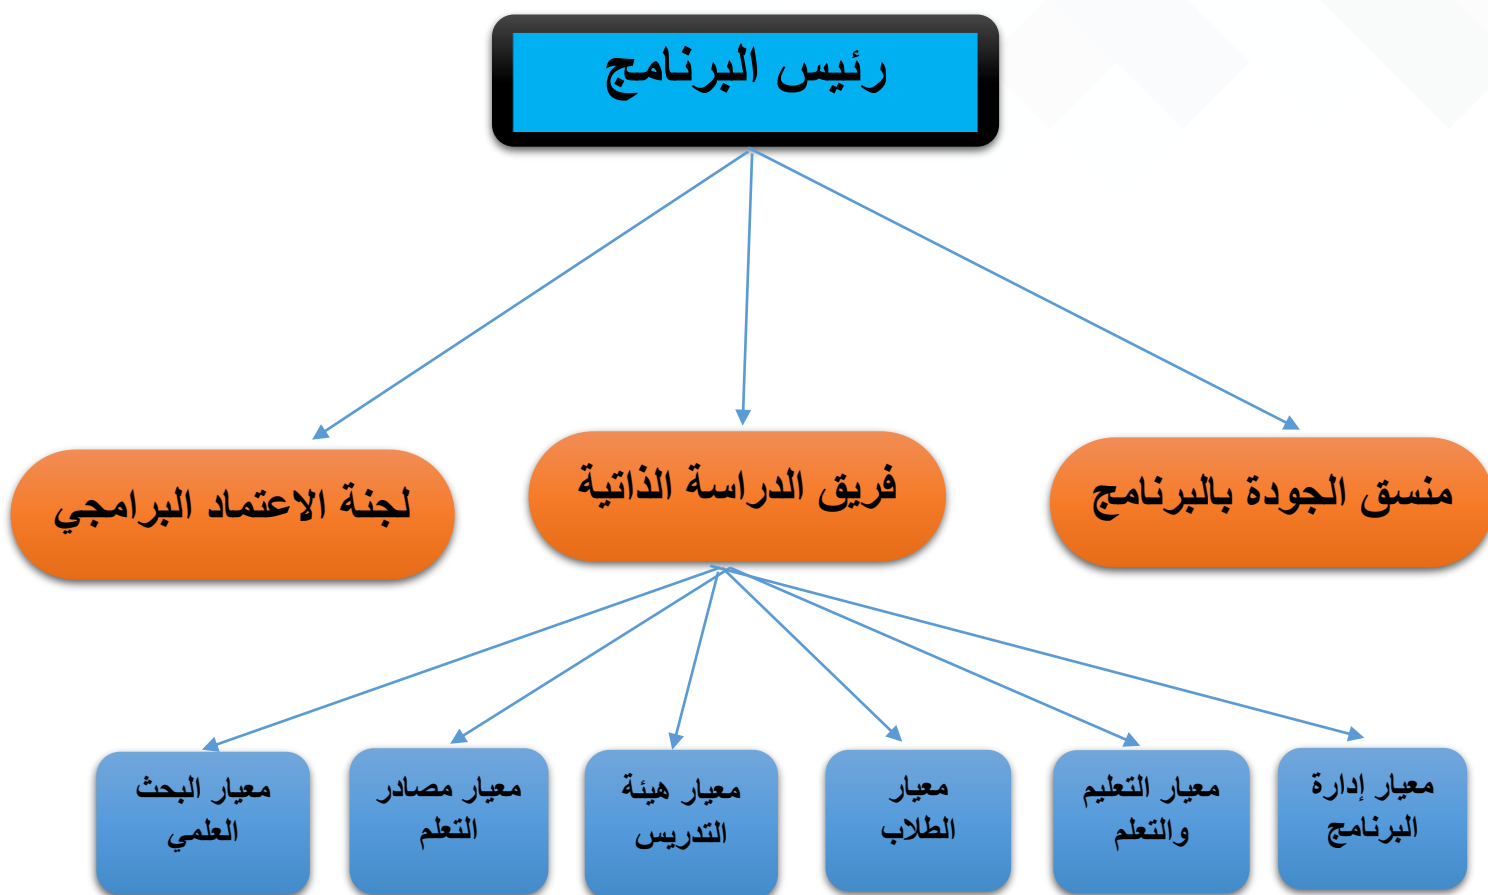 رئيس البرنامج
منسق الجودة بالبرنامج
فريق الدراسة الذاتية
لجنة الاعتماد البرامجي
معيار إدارة
البرنامج
معيار التعليم
والتعلم
معيار
الطلاب
معيار هيئة
التدريس
معيار مصادر
التعلم
معيار البحث
العلمي